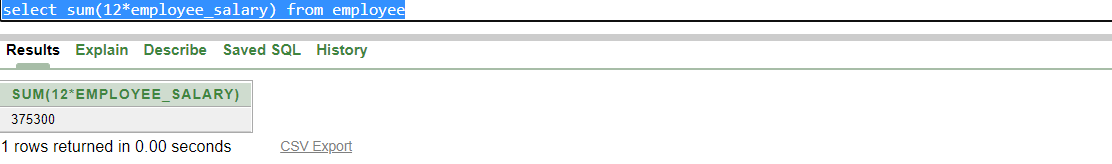 select sum(12*employee_salary) from employee
Results Explain Describe Saved SQL History
SUM(12*EMPLOYEE_SALARY)
375300
1 rows returned in 0.00 seconds CSV Export